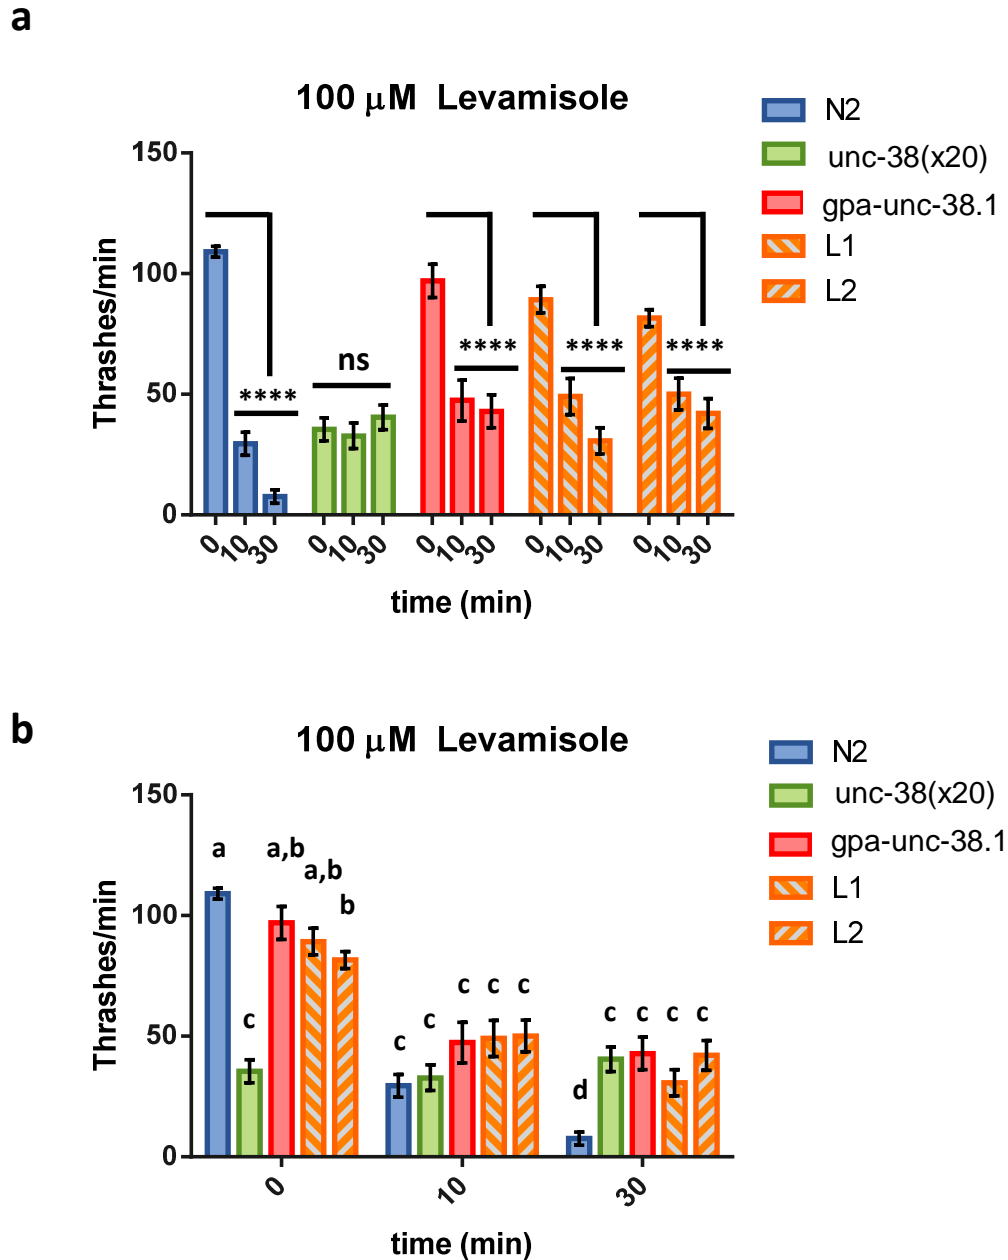 a
100 μM Levamisole
N2
unc-38(x20)
gpa-unc-38.1
L1
L2
Thrashes/min
150
100
50
0
****
ns
****
****
****
0 10 30 0 10 30 0 10 30 0 10 30 0 10 30
time (min)
b
100 μM Levamisole
N2
unc-38(x20)
gpa-unc-38.1
L1
L2
Thrashes/min
150
100
50
0
a
c
a,b
a,b
b
c
c
c
c
c
d
c
c
c
c
0 10 30
time (min)